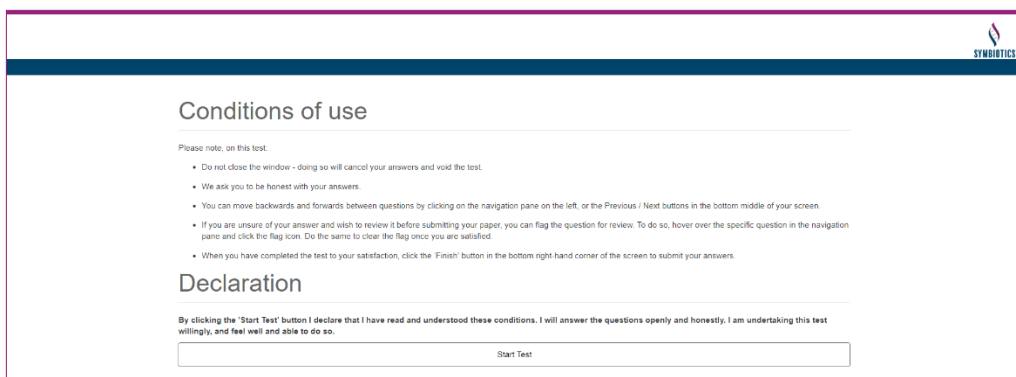 SYMBIOTICS
Conditions of use
Please note, on this test:
Do not close the window - doing so will cancel your answers and void the test.
We ask you to be honest with your answers.
You can move backwards and forwards between questions by clicking on the navigation pane on the left, or the Previous / Next buttons in the bottom middle of your screen.
If you are unsure of your answer and wish to review it before submitting your paper, you can flag the question for review. To do so, hover over the specific question in the navigation
pane and click the flag icon. Do the same to clear the flag once you are satisfied.
When you have completed the test to your satisfaction, click the 'Finish' button in the bottom right-hand corner of the screen to submit your answers.
Declaration
By clicking the 'Start Test' button I declare that I have read and understood these conditions. I will answer the questions openly and honestly. I am undertaking this test
willingly, and feel well and able to do so.
Start Test